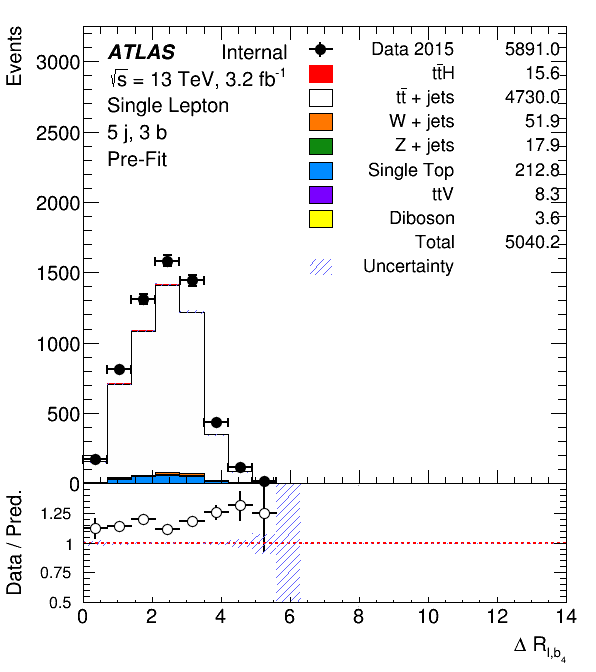 Events
3000
2500
2000
1500
1000
500
0
ATLAS Internal
√s = 13 TeV, 3.2 fb⁻¹
Single Lepton
5 j, 3 b
Pre-Fit
Data 2015 5891.0
tt̄H 15.6
tt̄ + jets 4730.0
W + jets 51.9
Z + jets 17.9
Single Top 212.8
ttV 8.3
Diboson 3.6
Total 5040.2
Uncertainty
Data / Pred.
1.25
1
0.75
0.5
0 2 4 6 8 10 12 14
Δ R_{l,b_4}